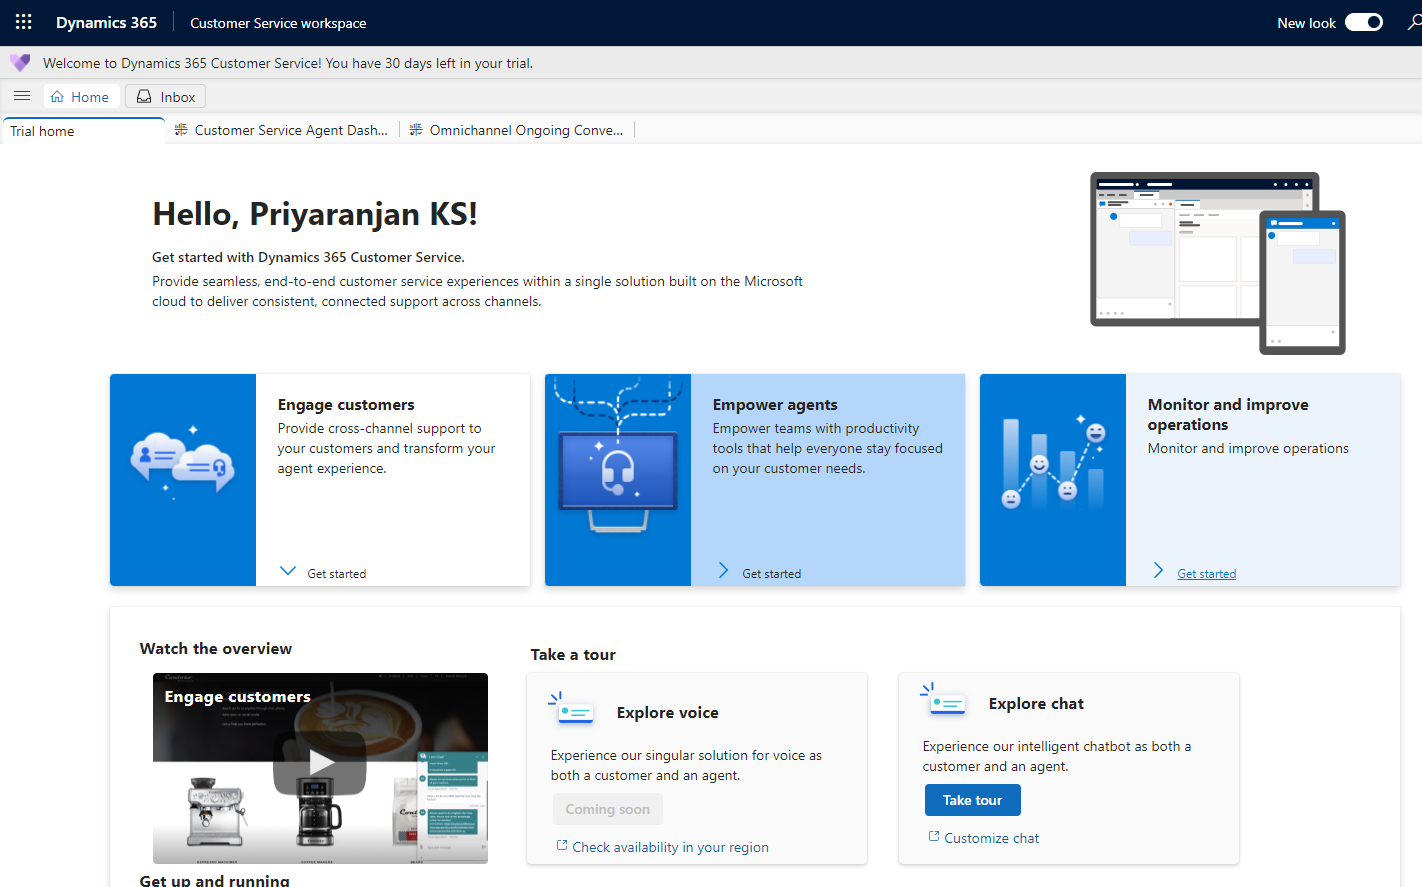 Dynamics 365
Customer Service workspace
New look
Welcome to Dynamics 365 Customer Service! You have 30 days left in your trial.
Home
Inbox
Trial home
Customer Service Agent Dash...
Omnichannel Ongoing Conve...
Hello, Priyaranjan KS!
Get started with Dynamics 365 Customer Service.
Provide seamless, end-to-end customer service experiences within a single solution built on the Microsoft
cloud to deliver consistent, connected support across channels.
Engage customers
Provide cross-channel support to
your customers and transform your
agent experience.
Get started
Empower agents
Empower teams with productivity
tools that help everyone stay focused
on your customer needs.
Get started
Monitor and improve
operations
Monitor and improve operations
Get started
Watch the overview
Engage customers
ESPRESSO MACHINES
COFFEE MAKERS
BEANS
Take a tour
Explore voice
Experience our singular solution for voice as
both a customer and an agent.
Coming soon
Check availability in your region
Explore chat
Experience our intelligent chatbot as both a
customer and an agent.
Take tour
Customize chat
Get up and running